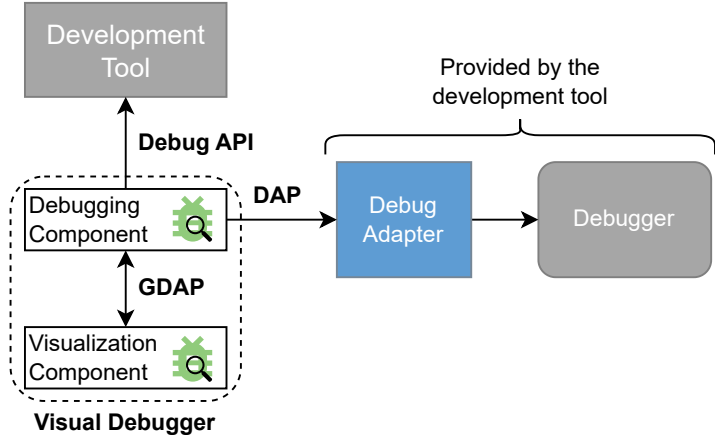 Development
Tool
Provided by the
development tool
Debug API
Debugging
Component
DAP
Debug
Adapter
Debugger
GDAP
Visualization
Component
Visual Debugger